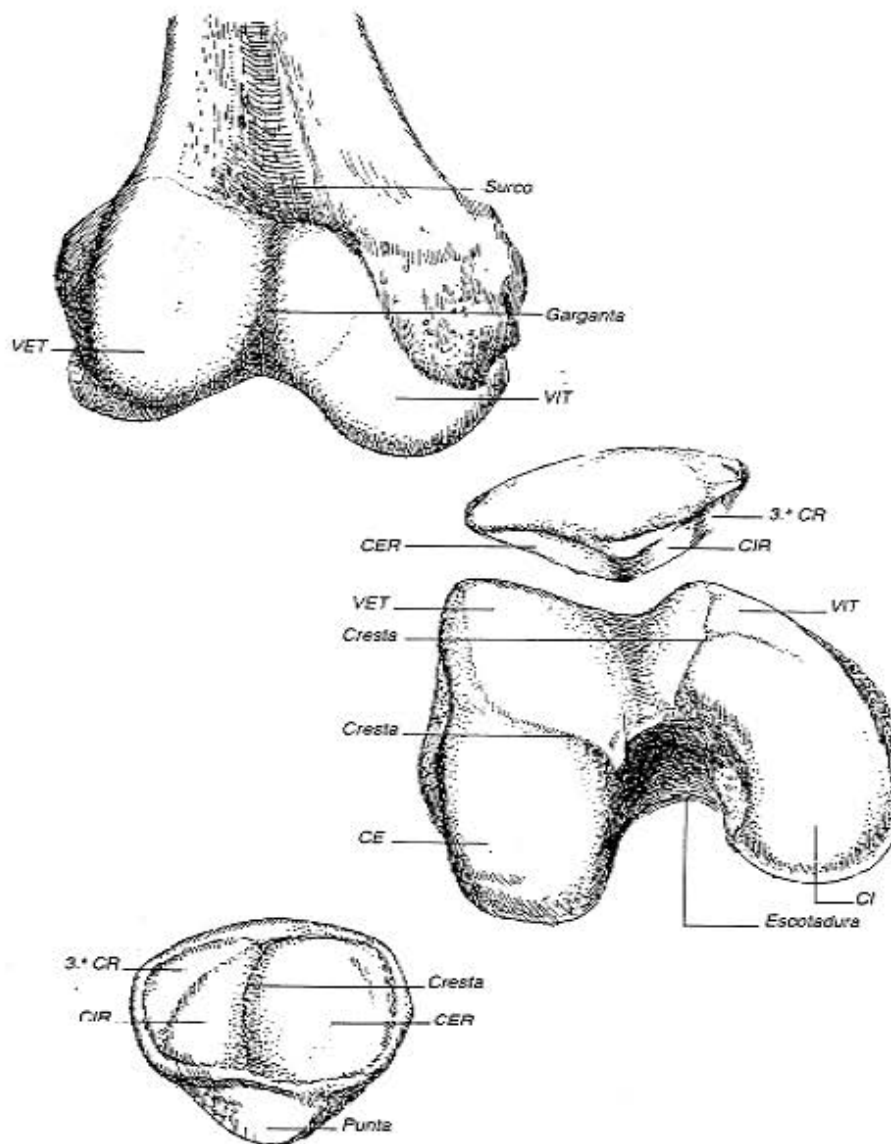 Surco
Garganta
VET
VIT
3.ª CR
CER
CIR
VET
VIT
Cresta
Cresta
CE
CI
Escotadura
3.ª CR
Cresta
CIR
CER
Punta